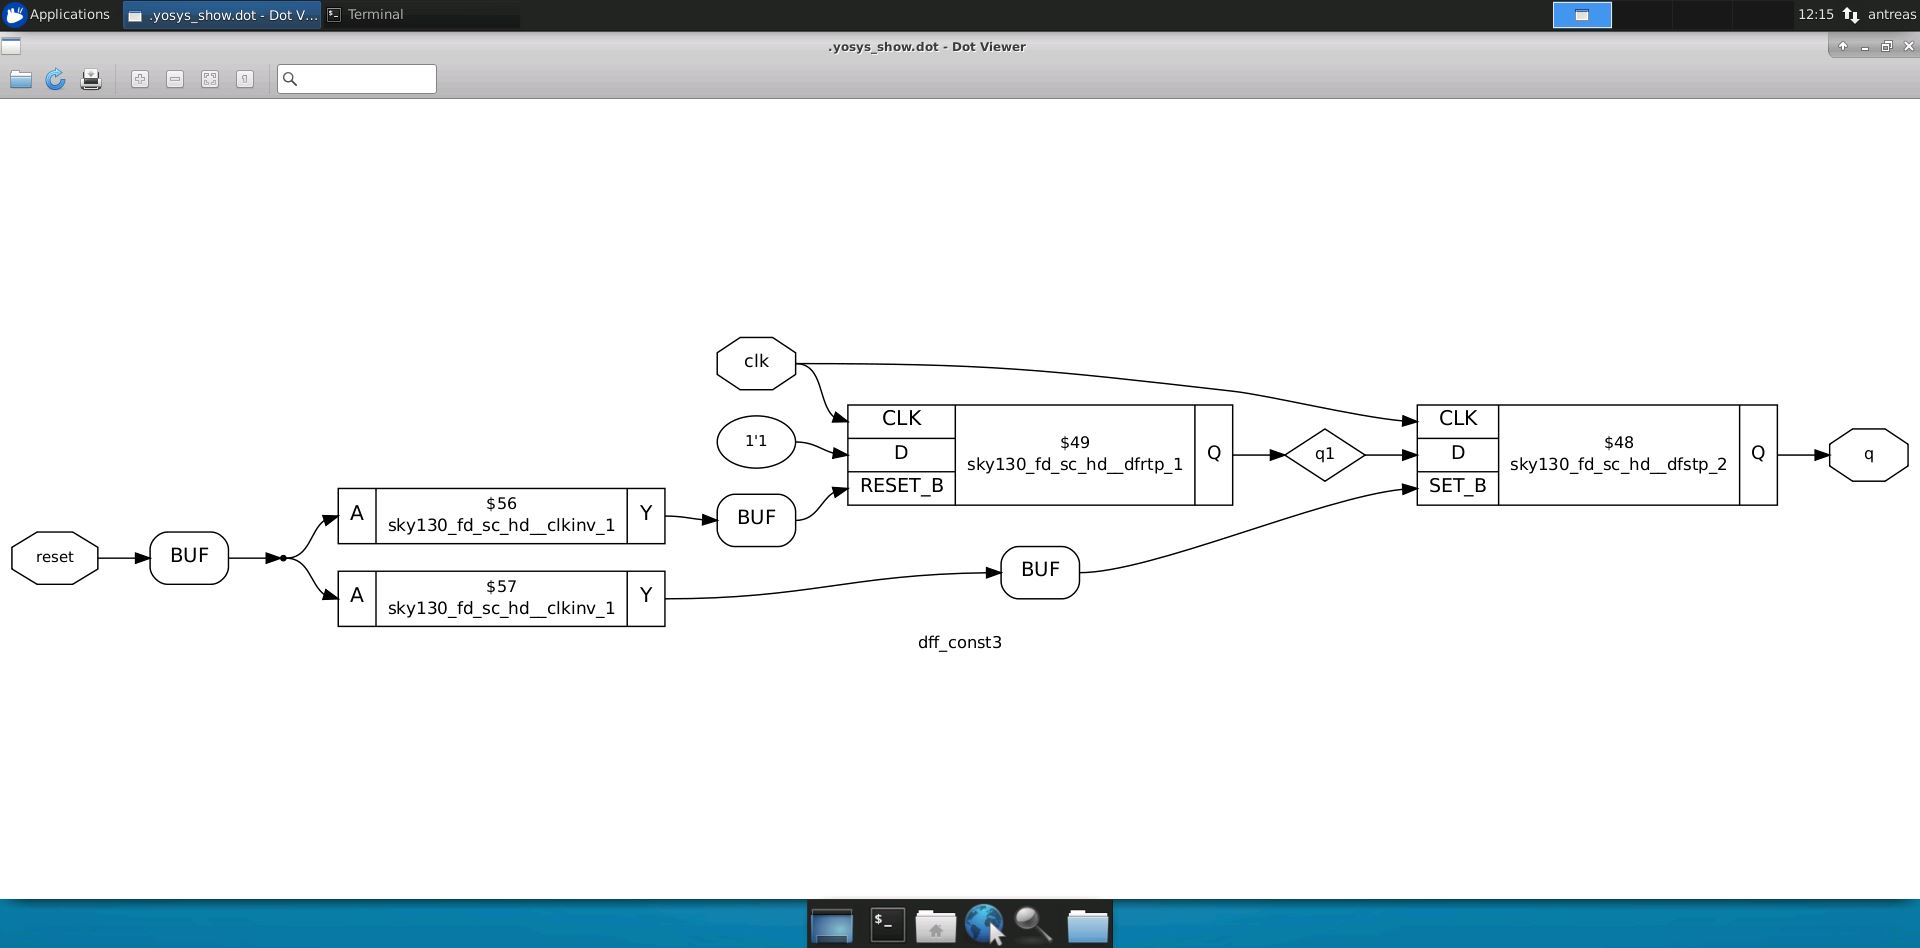 Applications
.yosys_show.dot - Dot V...
Terminal
12:15
antreas
.yosys_show.dot - Dot Viewer
clk
CLK
D
RESET_B
$49
sky130_fd_sc_hd__dfrtp_1
Q
1'1
q1
CLK
D
SET_B
$48
sky130_fd_sc_hd__dfstp_2
Q
q
A
$56
sky130_fd_sc_hd__clkinv_1
Y
BUF
reset
BUF
A
$57
sky130_fd_sc_hd__clkinv_1
Y
BUF
dff_const3
$_